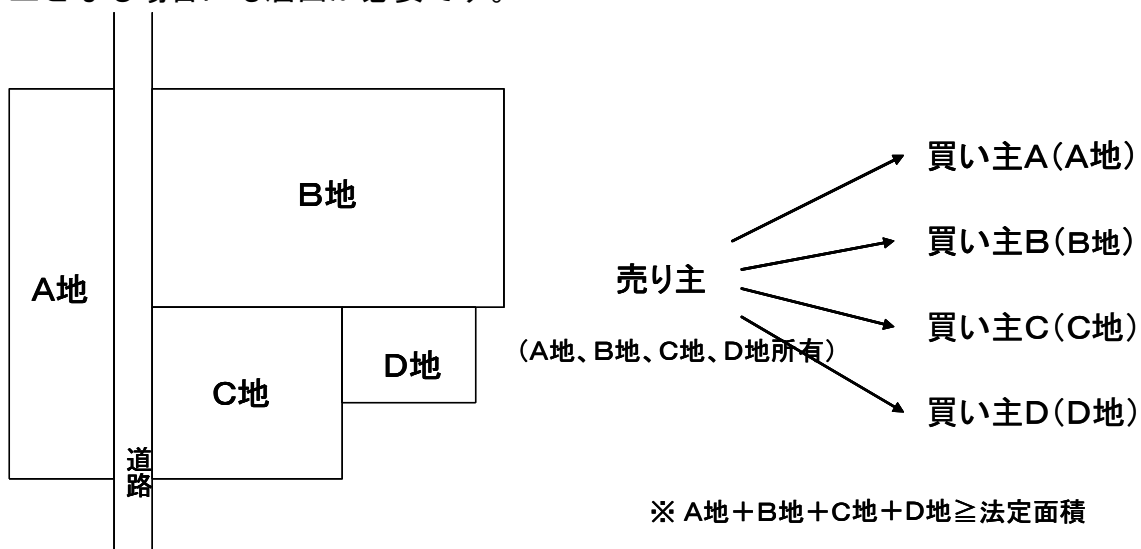 B地
A地
C地
D地
道路
売り主
(A地、B地、C地、D地所有)
買い主A(A地)
買い主B(B地)
買い主C(C地)
買い主D(D地)
※ A地+B地+C地+D地≧法定面積